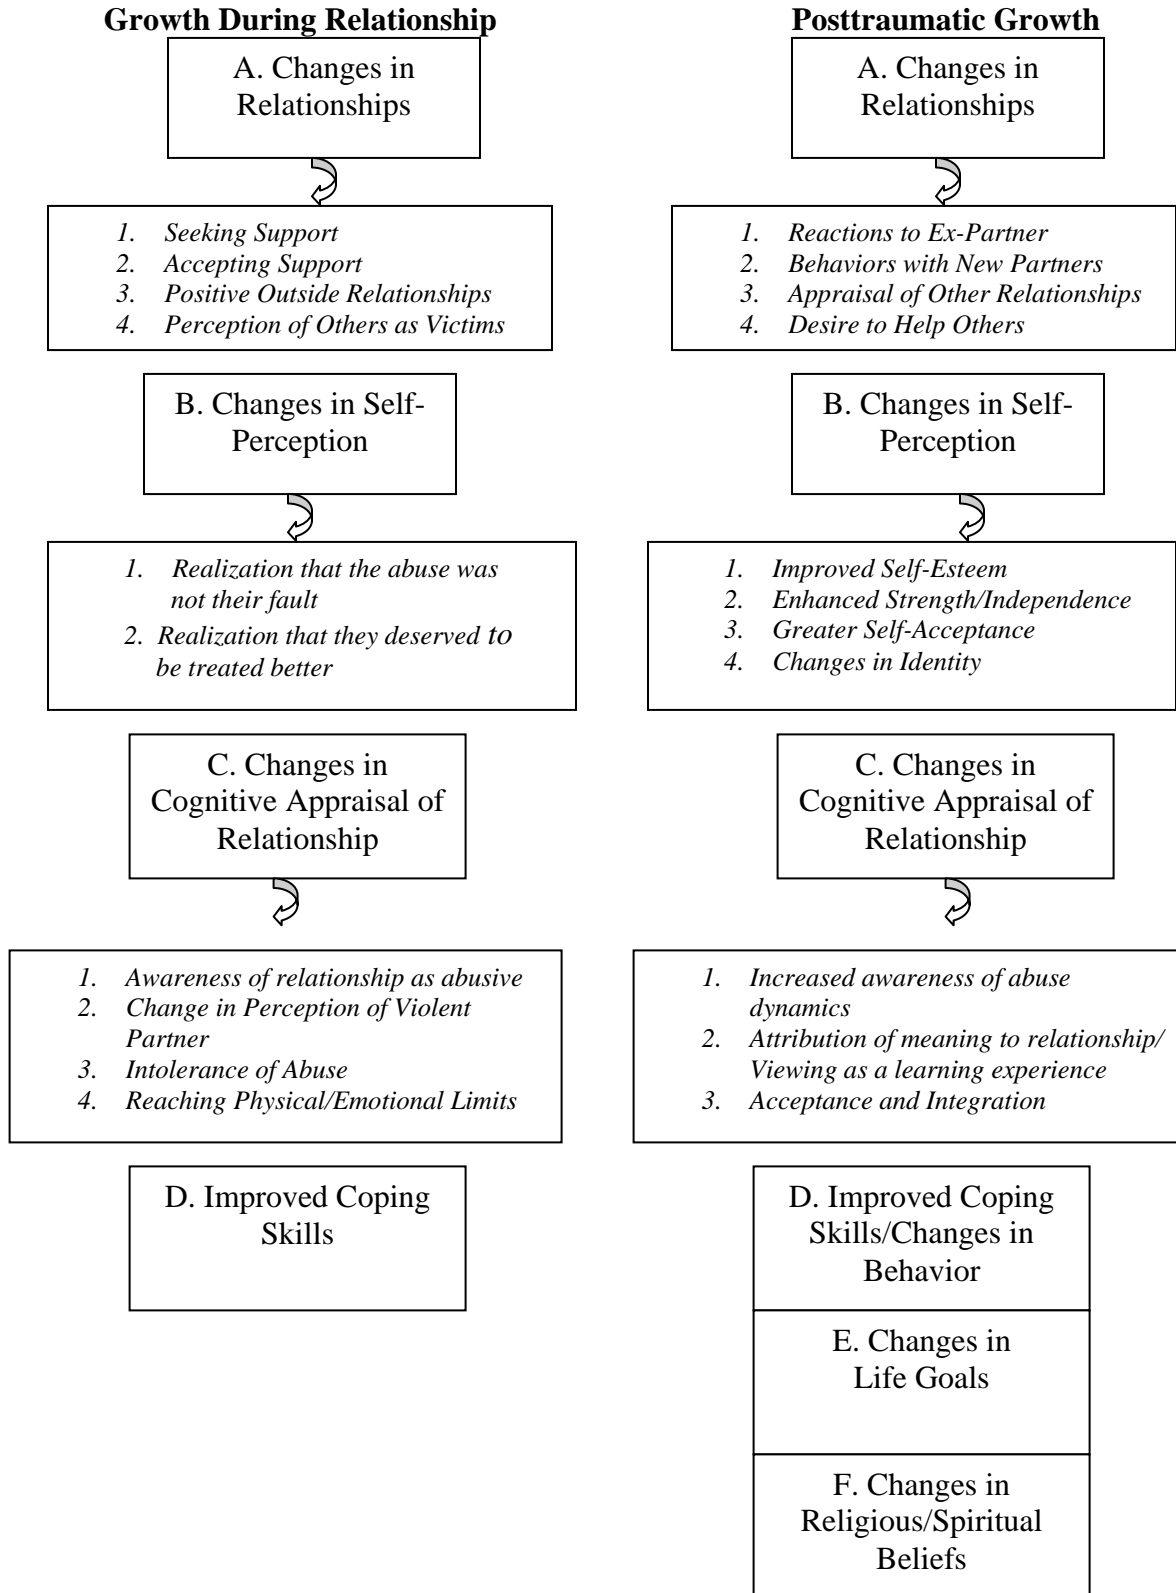 Growth During Relationship
A. Changes in
Relationships
1. Seeking Support
2. Accepting Support
3. Positive Outside Relationships
4. Perception of Others as Victims
B. Changes in Self-
Perception
1. Realization that the abuse was
not their fault
2. Realization that they deserved to
be treated better
C. Changes in
Cognitive Appraisal of
Relationship
1. Awareness of relationship as abusive
2. Change in Perception of Violent
Partner
3. Intolerance of Abuse
4. Reaching Physical/Emotional Limits
D. Improved Coping
Skills
Posttraumatic Growth
A. Changes in
Relationships
1. Reactions to Ex-Partner
2. Behaviors with New Partners
3. Appraisal of Other Relationships
4. Desire to Help Others
B. Changes in Self-
Perception
1. Improved Self-Esteem
2. Enhanced Strength/Independence
3. Greater Self-Acceptance
4. Changes in Identity
C. Changes in
Cognitive Appraisal of
Relationship
1. Increased awareness of abuse
dynamics
2. Attribution of meaning to relationship/
Viewing as a learning experience
3. Acceptance and Integration
D. Improved Coping
Skills/Changes in
Behavior
E. Changes in
Life Goals
F. Changes in
Religious/Spiritual
Beliefs